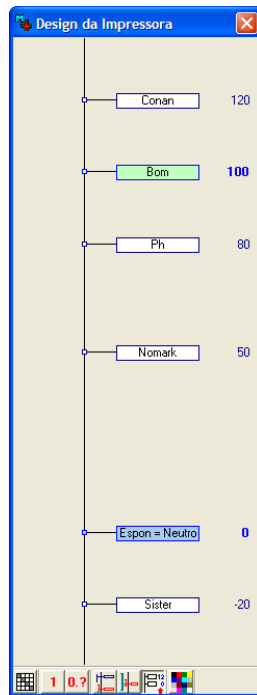 Design da Impressora
Conan 120
Bom 100
Ph 80
Nomark 50
Espon = Neutro 0
Sister -20
1 0.?